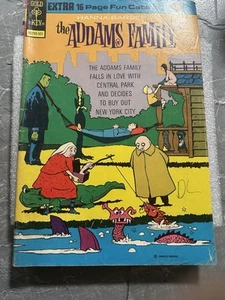 GOLD
KEY
EXTRA 16 Page Fun Cata
HANNA-BARBERA
the ADDAMS FAMILY
THE ADDAMS FAMILY
FALLS IN LOVE WITH
CENTRAL PARK
AND DECIDES
TO BUY OUT
NEW YORK CITY.